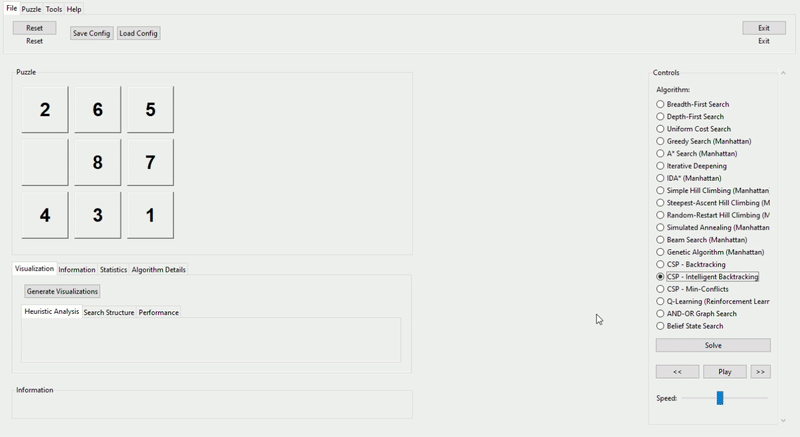 File Puzzle Tools Help
Reset Save Config Load Config Exit
Reset Exit
Puzzle
2 6 5
8 7
4 3 1
Visualization Information Statistics Algorithm Details
Generate Visualizations
Heuristic Analysis Search Structure Performance
Information
Controls
Algorithm:
Breadth-First Search
Depth-First Search
Uniform Cost Search
Greedy Search (Manhattan)
A* Search (Manhattan)
Iterative Deepening
IDA* (Manhattan)
Simple Hill Climbing (Manhattan
Steepest-Ascent Hill Climbing (M
Random-Restart Hill Climbing (M
Simulated Annealing (Manhattan
Beam Search (Manhattan)
Genetic Algorithm (Manhattan)
CSP - Backtracking
CSP - Intelligent Backtracking
CSP - Min-Conflicts
Q-Learning (Reinforcement Learr
AND-OR Graph Search
Belief State Search
Solve
<< Play >>
Speed: